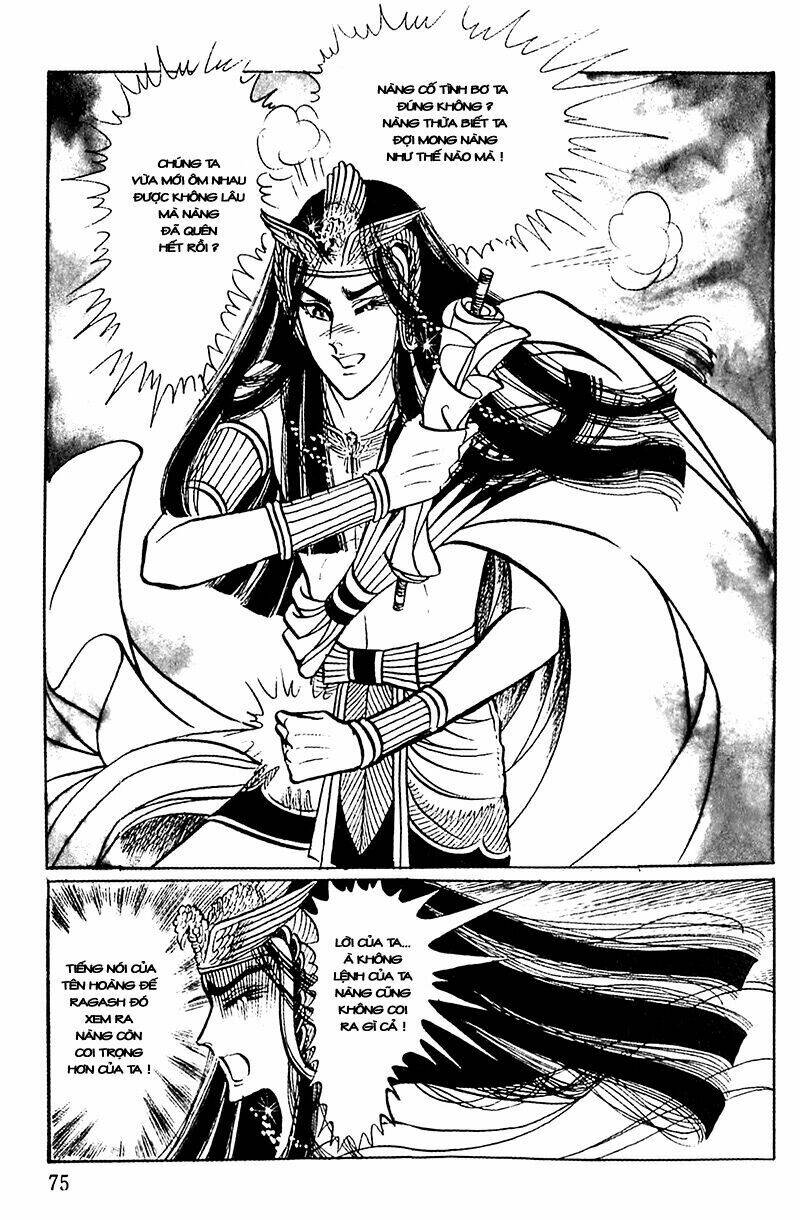 NÀNG CỐ TÌNH BƠ TA
ĐÚNG KHÔNG ?
NÀNG THỪA BIẾT TA
ĐỢI MONG NÀNG
NHƯ THẾ NÀO MÀ !
CHÚNG TA
VỪA MỚI ÔM NHAU
ĐƯỢC KHÔNG LÂU
MÀ NÀNG
ĐÃ QUÊN
HẾT RỒI ?
LỜI CỦA TA...
À KHÔNG
LỆNH CỦA TA
NÀNG CŨNG
KHÔNG COI
RA GÌ CẢ !
TIẾNG NÓI CỦA
TÊN HOÀNG ĐẾ
RAGASH ĐÓ
XEM RA
NÀNG CÒN
COI TRỌNG
HƠN CỦA TA !
75